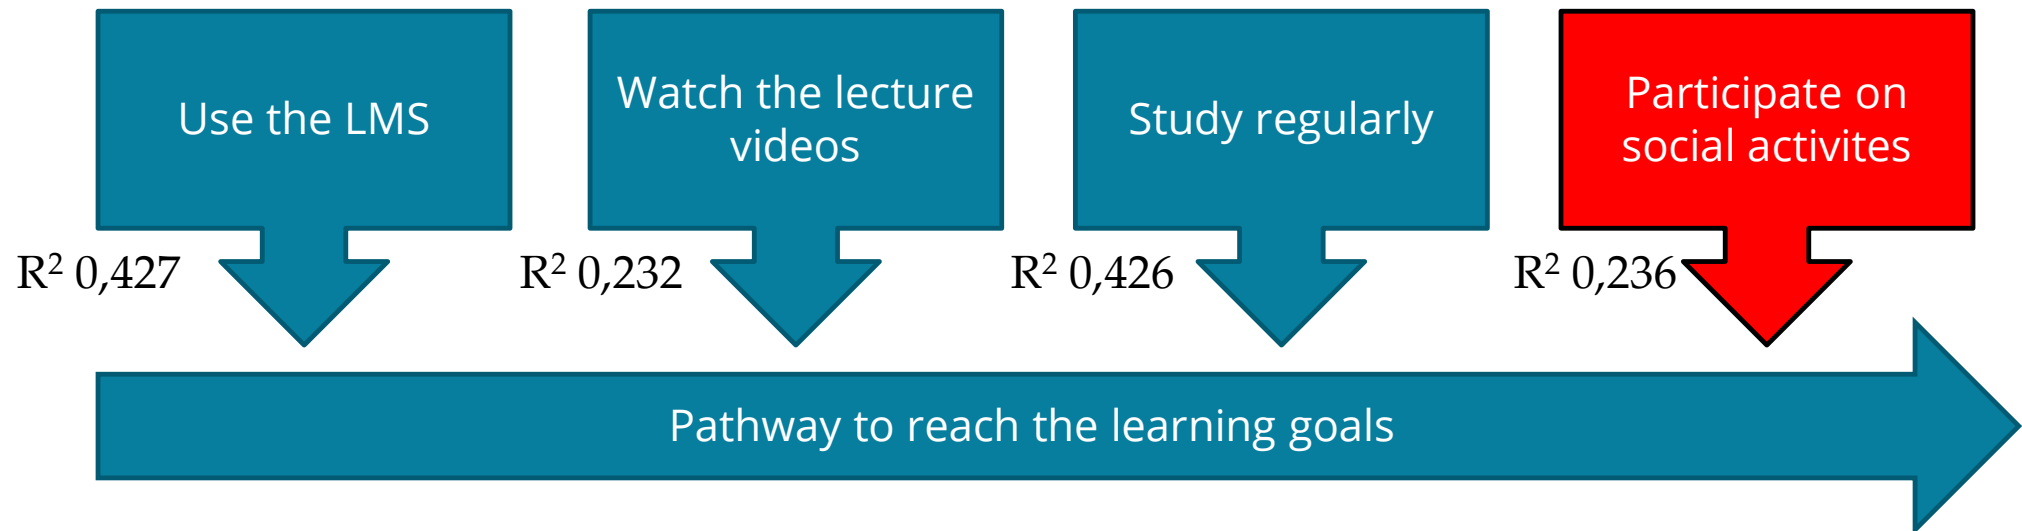 Use the LMS
Watch the lecture
videos
Study regularly
Participate on
social activites
R² 0,427
R² 0,232
R² 0,426
R² 0,236
Pathway to reach the learning goals